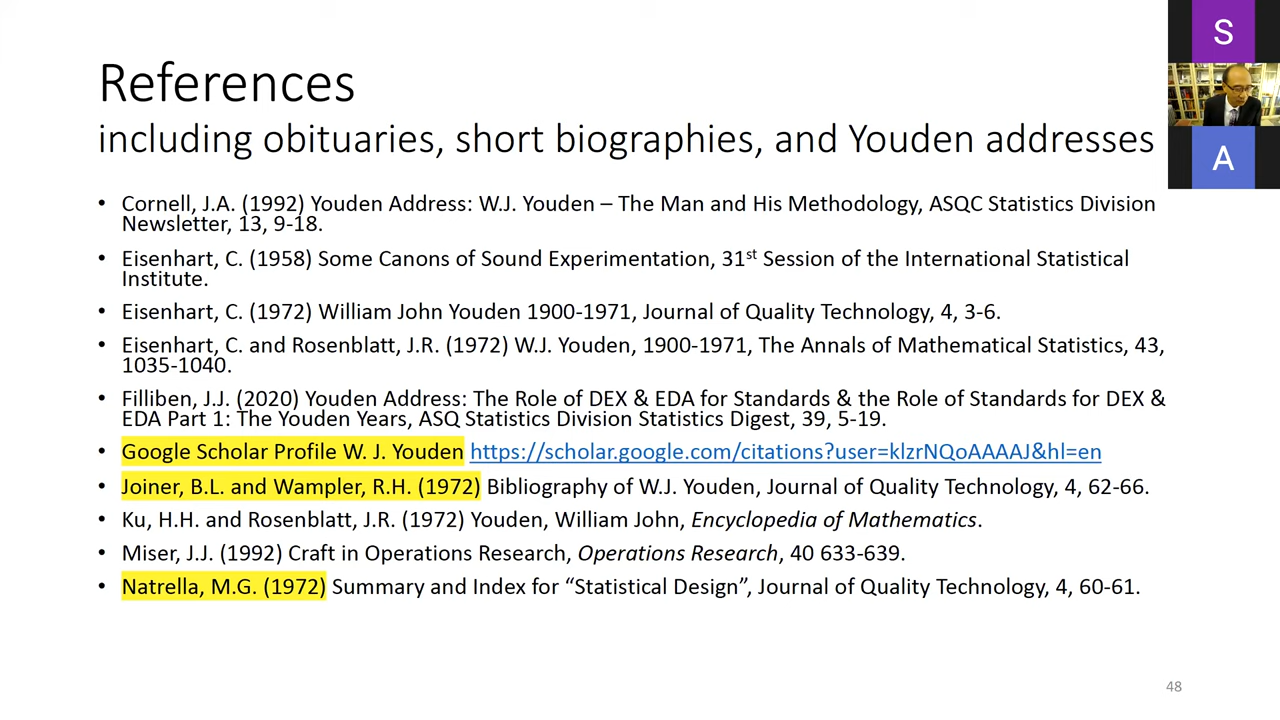 References
including obituaries, short biographies, and Youden addresses
• Cornell, J.A. (1992) Youden Address: W.J. Youden – The Man and His Methodology, ASQC Statistics Division
Newsletter, 13, 9-18.
• Eisenhart, C. (1958) Some Canons of Sound Experimentation, 31st Session of the International Statistical
Institute.
• Eisenhart, C. (1972) William John Youden 1900-1971, Journal of Quality Technology, 4, 3-6.
• Eisenhart, C. and Rosenblatt, J.R. (1972) W.J. Youden, 1900-1971, The Annals of Mathematical Statistics, 43,
1035-1040.
• Filliben, J.J. (2020) Youden Address: The Role of DEX & EDA for Standards & the Role of Standards for DEX &
EDA Part 1: The Youden Years, ASQ Statistics Division Statistics Digest, 39, 5-19.
• Google Scholar Profile W. J. Youden https://scholar.google.com/citations?user=klzrNQoAAAAJ&hl=en
• Joiner, B.L. and Wampler, R.H. (1972) Bibliography of W.J. Youden, Journal of Quality Technology, 4, 62-66.
• Ku, H.H. and Rosenblatt, J.R. (1972) Youden, William John, Encyclopedia of Mathematics.
• Miser, J.J. (1992) Craft in Operations Research, Operations Research, 40 633-639.
• Natrella, M.G. (1972) Summary and Index for “Statistical Design”, Journal of Quality Technology, 4, 60-61.
48
S
A